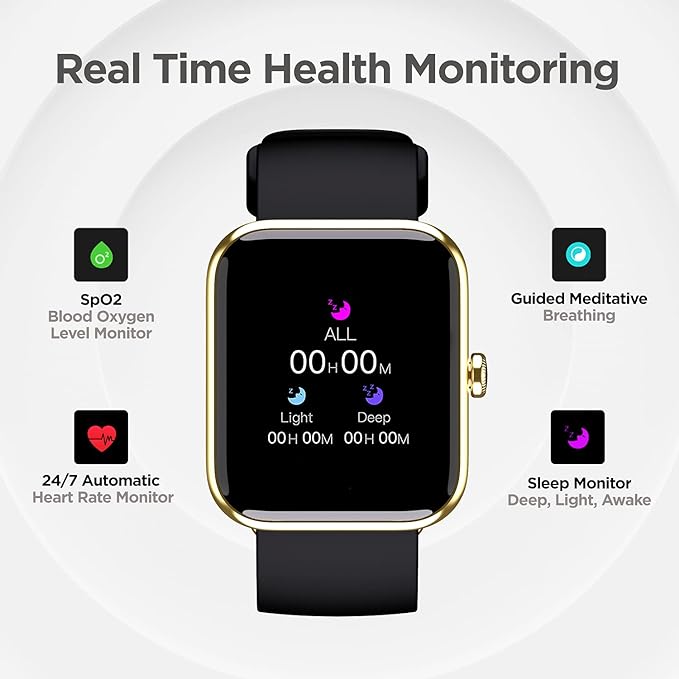 Real Time Health Monitoring
O²
SpO2
Blood Oxygen
Level Monitor
24/7 Automatic
Heart Rate Monitor
z z z
ALL
00H00M
z z z
Light
00H 00M
z z z
Deep
00H 00M
Guided Meditative
Breathing
z z z
Sleep Monitor
Deep, Light, Awake